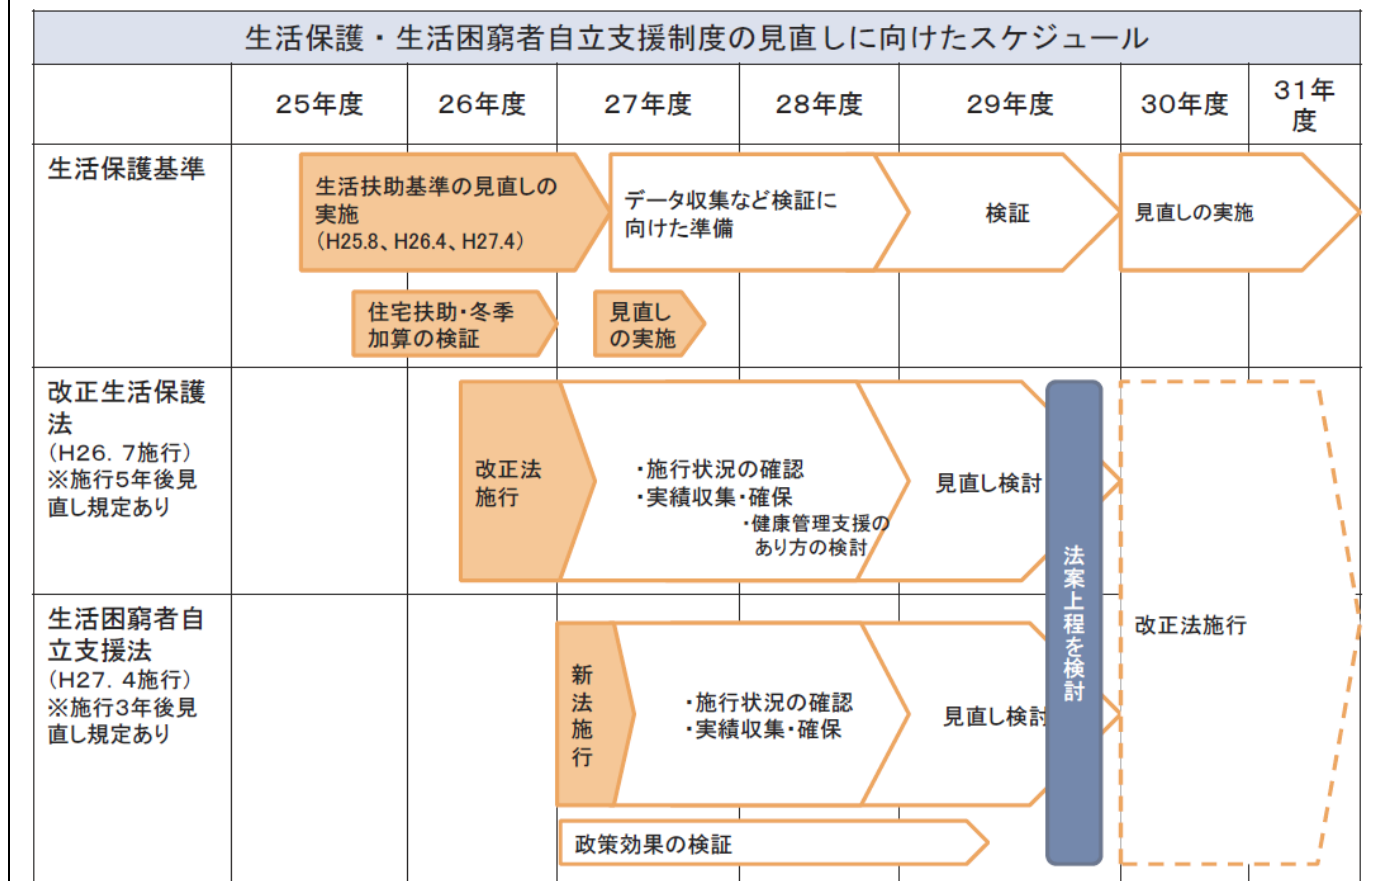 生活保護・生活困窮者自立支援制度の見直しに向けたスケジュール
25年度
26年度
27年度
28年度
29年度
30年度
31年
度
生活保護基準
生活扶助基準の見直しの
実施
（H25.8、H26.4、H27.4）
データ収集など検証に
向けた準備
検証
見直しの実施
住宅扶助・冬季
加算の検証
見直し
の実施
改正生活保護
法
（H26．7施行）
※施行5年後見
直し規定あり
改正法
施行
・施行状況の確認
・実績収集・確保
・健康管理支援の
あり方の検討
見直し検討
法案上程を検討
改正法施行
生活困窮者自
立支援法
（H27．4施行）
※施行3年後見
直し規定あり
新
法
施
行
・施行状況の確認
・実績収集・確保
見直し検討
政策効果の検証